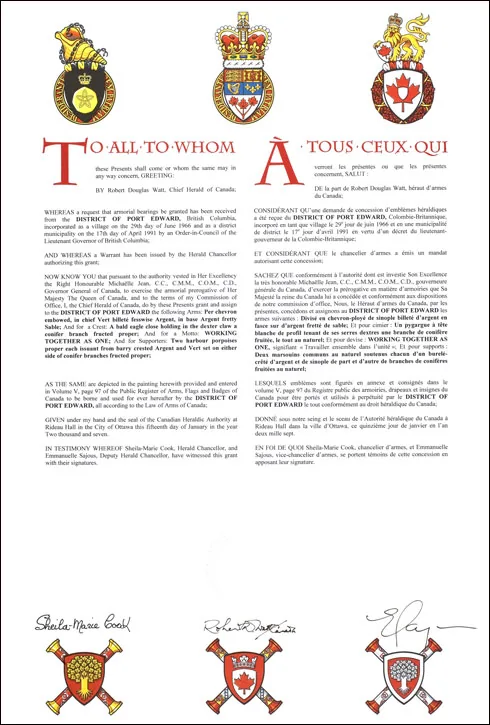 TO·ALL·TO·WHOM
these Presents shall come or whom the same may in
any way concern, GREETING:
BY Robert Douglas Watt, Chief Herald of Canada;
WHEREAS a request that armorial bearings be granted has been
received from the DISTRICT OF PORT EDWARD, British Columbia,
incorporated as a village on the 29th day of June 1966 and as a district
municipality on the 17th day of April 1991 by an Order-in-Council of the
Lieutenant Governor of British Columbia;
AND WHEREAS a Warrant has been issued by the Herald Chancellor
authorizing this grant;
NOW KNOW YOU that pursuant to the authority vested in Her Excellency
the Right Honourable Michaëlle Jean, C.C., C.M.M., C.O.M., C.D.,
Governor General of Canada, to exercise the armorial prerogative of Her
Majesty The Queen of Canada, and to the terms of my Commission of
Office, I, the Chief Herald of Canada, do by these Presents grant and assign
to the DISTRICT OF PORT EDWARD the following Arms: Per chevron
embowed, in chief Vert billeté fesswise Argent, in base Argent fretty
Sable; And for a Crest: A bald eagle close holding in the dexter claw a
conifer branch fructed proper; And for a Motto: WORKING
TOGETHER AS ONE; And for Supporters: Two harbour porpoises
proper each issuant from barry crested Argent and Vert set on either
side of conifer branches fructed proper;
AS THE SAME are depicted in the painting herewith provided and entered
in Volume V, page 97 of the Public Register of Arms, Flags and Badges of
Canada to be borne and used for ever hereafter by the DISTRICT OF
PORT EDWARD, all according to the Law of Arms of Canada;
GIVEN under my hand and the seal of the Canadian Heraldic Authority at
Rideau Hall in the City of Ottawa this fifteenth day of January in the year
Two thousand and seven.
IN TESTIMONY WHEREOF Sheila-Marie Cook, Herald Chancellor, and
Emmanuelle Sajous, Deputy Herald Chancellor, have witnessed this grant
with their signatures.
À·TOUS·CEUX·QUI
verront les présentes ou que les présentes
concernent, SALUT :
DE la part de Robert Douglas Watt, héraut d'armes
du Canada;
CONSIDÉRANT qu'une demande de concession d'emblèmes héraldiques
a été reçue du DISTRICT OF PORT EDWARD, Colombie-Britannique,
incorporé en tant que village le 29e jour de juin 1966 et en une municipalité
de district le 17e jour d'avril 1991 en vertu d'un décret du lieutenant-
gouverneur de la Colombie-Britannique;
ET CONSIDÉRANT que le chancelier d'armes a émis un mandat
autorisant cette concession;
SACHEZ que conformément à l'autorité dont est investie Son Excellence
la très honorable Michaëlle Jean, C.C., C.M.M., C.O.M., C.D., gouverneure
générale du Canada, d'exercer la prérogative en matière d'armoiries que Sa
Majesté la reine du Canada lui a concédée et conformément aux dispositions
de notre commission d'office, Nous, le Héraut d'armes du Canada, par les
présentes, concédons et assignons au DISTRICT OF PORT EDWARD les
armes suivantes : Divisé en chevron-ployé de sinople billeté d'argent en
fasce sur d'argent fretté de sable; Et pour cimier : Un pygargue à tête
blanche de profil tenant de ses serres dextres une branche de conifère
fruitée, le tout au naturel; Et pour devise : WORKING TOGETHER AS
ONE, signifiant « Travailler ensemble dans l'unité »; Et pour supports :
Deux marsouins communs au naturel soutenus chacun d'un burelé-
crété d'argent et de sinople de part et d'autre de branches de conifères
fruitées au naturel;
LESQUELS emblèmes sont figurés en annexe et consignés dans le
volume V, page 97 du Registre public des armoiries, drapeaux et insignes du
Canada pour être portés et utilisés à perpétuité par le DISTRICT OF
PORT EDWARD le tout conformément au droit héraldique du Canada;
DONNÉ sous notre seing et le sceau de l'Autorité héraldique du Canada à
Rideau Hall dans la ville d'Ottawa, ce quinzième jour de janvier en l'an
deux mille sept.
EN FOI DE QUOI Sheila-Marie Cook, chancelier d'armes, et Emmanuelle
Sajous, vice-chancelier d'armes, se portent témoins de cette concession en
apposant leur signature.
Sheila-Marie Cook